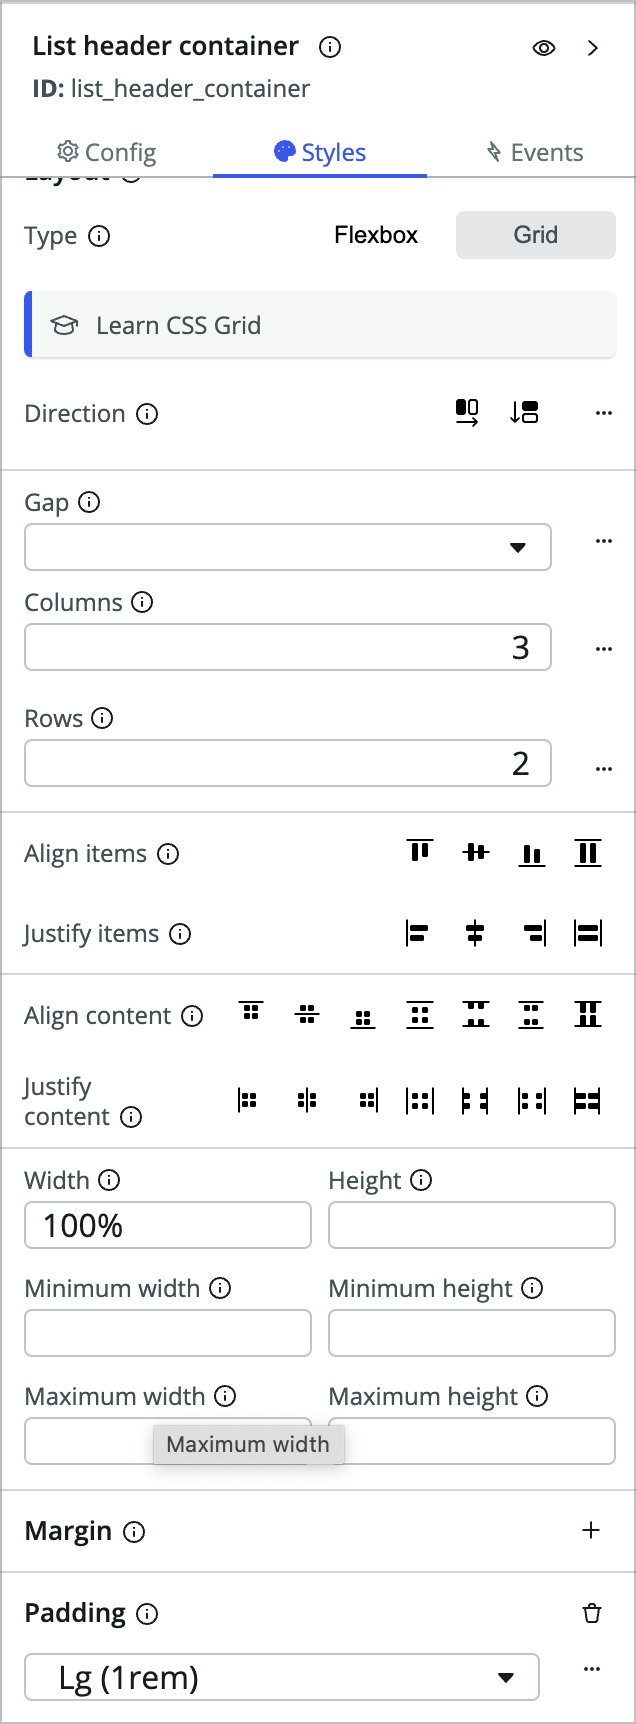 List header container
ID: list_header_container
Config Styles Events
Layout
Type Flexbox Grid
Learn CSS Grid
Direction
Gap
Columns
3
Rows
2
Align items
Justify items
Align content
Justify
content
Width Height
100%
Minimum width Minimum height
Maximum width Maximum height
Maximum width
Margin
Padding
Lg (1rem)